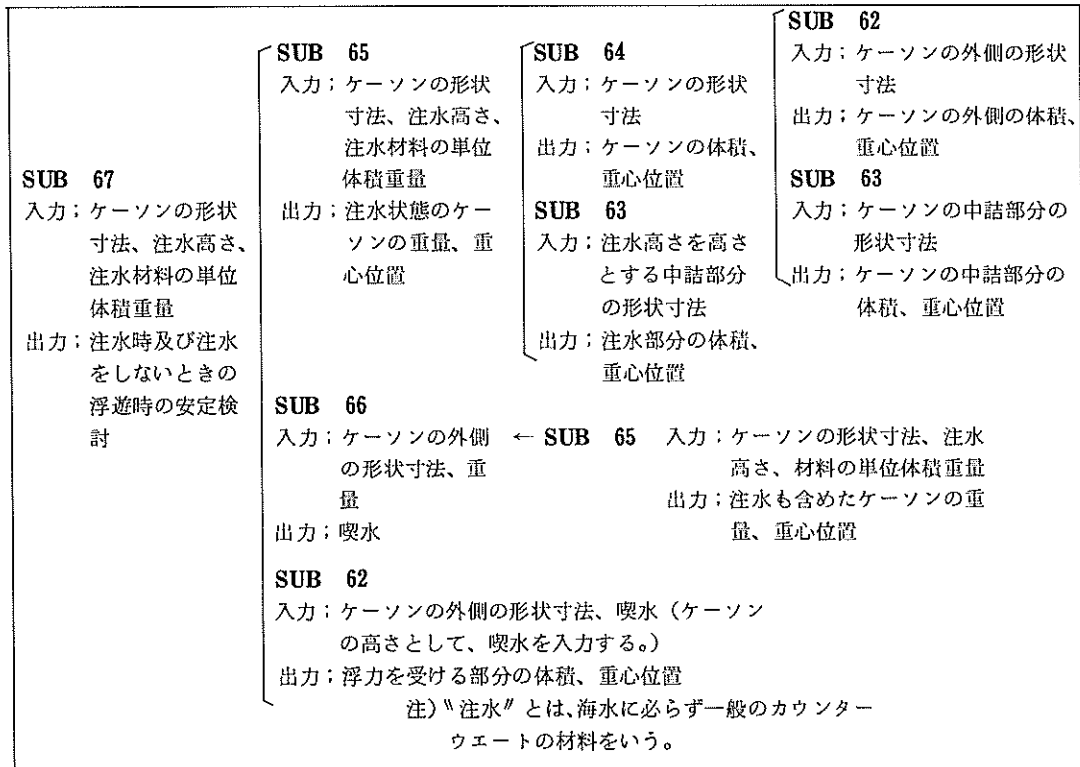 SUB 67
入力；ケーソンの形状
寸法、注水高さ、
注水材料の単位
体積重量
出力；注水時及び注水
をしないときの
浮遊時の安定検
討
SUB 65
入力；ケーソンの形状
寸法、注水高さ、
注水材料の単位
体積重量
出力；注水状態のケー
ソンの重量、重
心位置
SUB 64
入力；ケーソンの形状
寸法
出力；ケーソンの体積、
重心位置
SUB 63
入力；注水高さを高さ
とする中詰部分
の形状寸法
出力；注水部分の体積、
重心位置
SUB 62
入力；ケーソンの外側の形状
寸法
出力；ケーソンの外側の体積、
重心位置
SUB 63
入力；ケーソンの中詰部分の
形状寸法
出力；ケーソンの中詰部分の
体積、重心位置
SUB 66
入力；ケーソンの外側
の形状寸法、重
量
出力；喫水
← SUB 65 入力；ケーソンの形状寸法、注水
高さ、材料の単位体積重量
出力；注水も含めたケーソンの重
量、重心位置
SUB 62
入力；ケーソンの外側の形状寸法、喫水（ケーソン
の高さとして、喫水を入力する。）
出力；浮力を受ける部分の体積、重心位置
注）〝注水〟とは、海水に必らず一般のカウンター
ウエートの材料をいう。